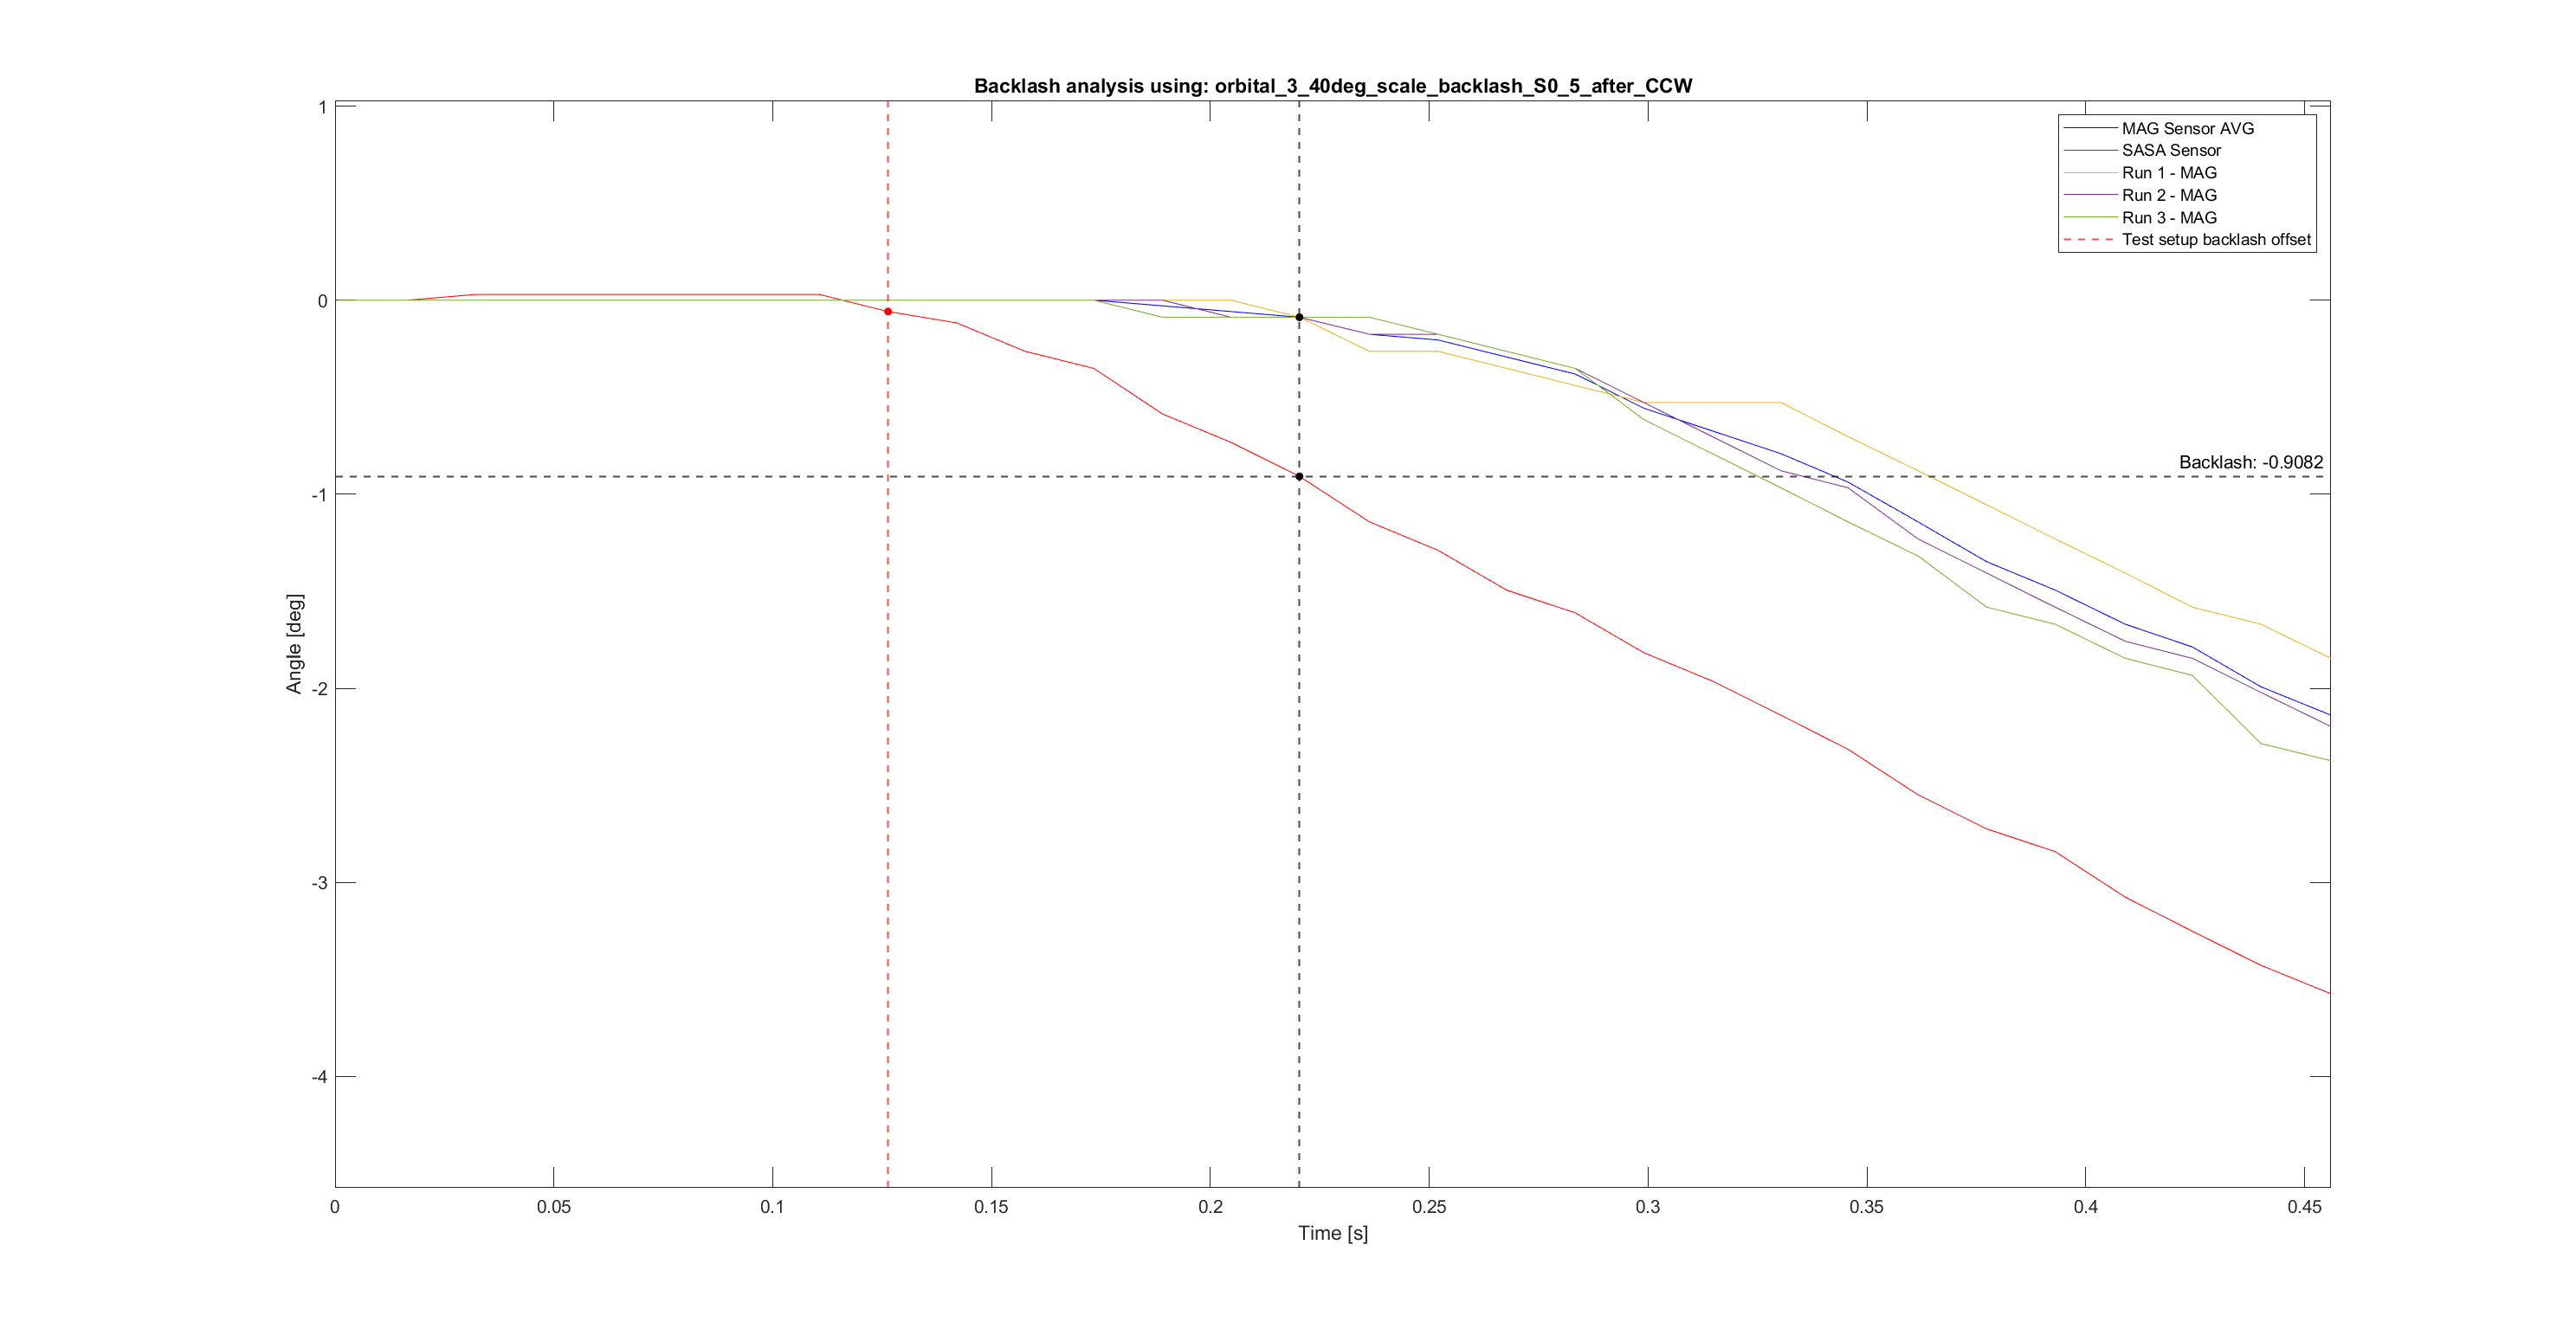 Backlash analysis using: orbital_3_40deg_scale_backlash_S0_5_after_CCW
MAG Sensor AVG
SASA Sensor
Run 1 - MAG
Run 2 - MAG
Run 3 - MAG
Test setup backlash offset
Backlash: -0.9082
Angle [deg]
1
0
-1
-2
-3
-4
0
0.05
0.1
0.15
0.2
0.25
0.3
0.35
0.4
0.45
Time [s]